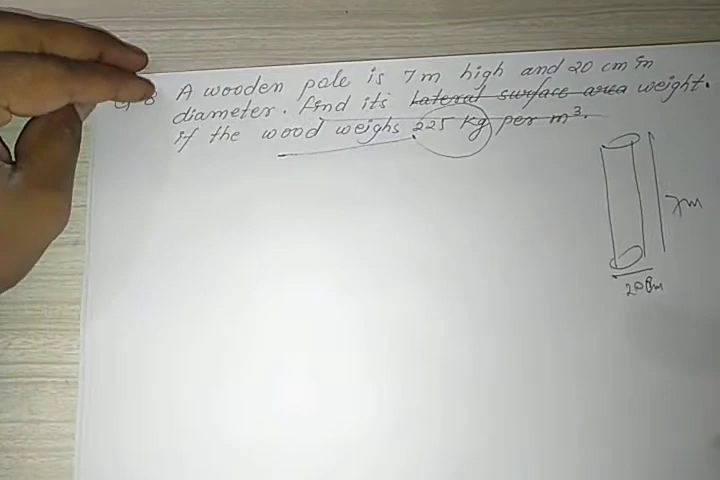 8 A wooden pole is 7m high and 20 cm in
diameter. Find its lateral surface area weight.
if the wood weighs 225 kg per m³.
7m
20cm